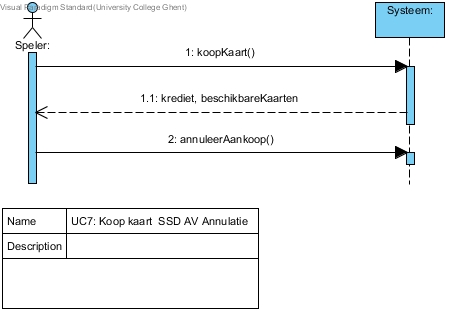 Visual Paradigm Standard(University College Ghent)
Systeem:
Speler:
1: koopKaart()
1.1: krediet, beschikbareKaarten
2: annuleerAankoop()
Name UC7: Koop kaart SSD AV Annulatie
Description